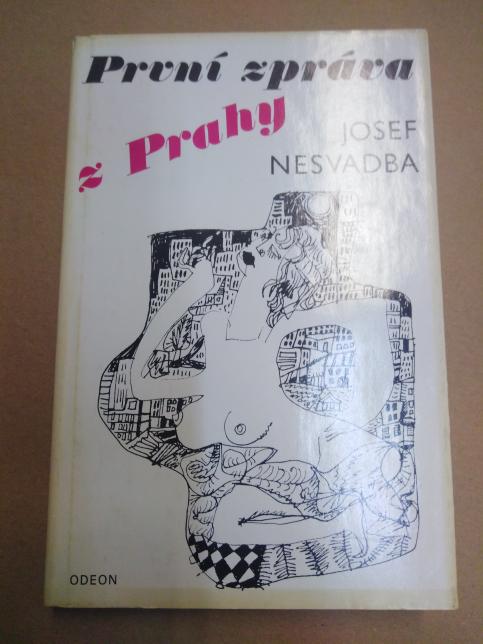 První zpráva
z Prahy
JOSEF
NESVADBA
ODEON